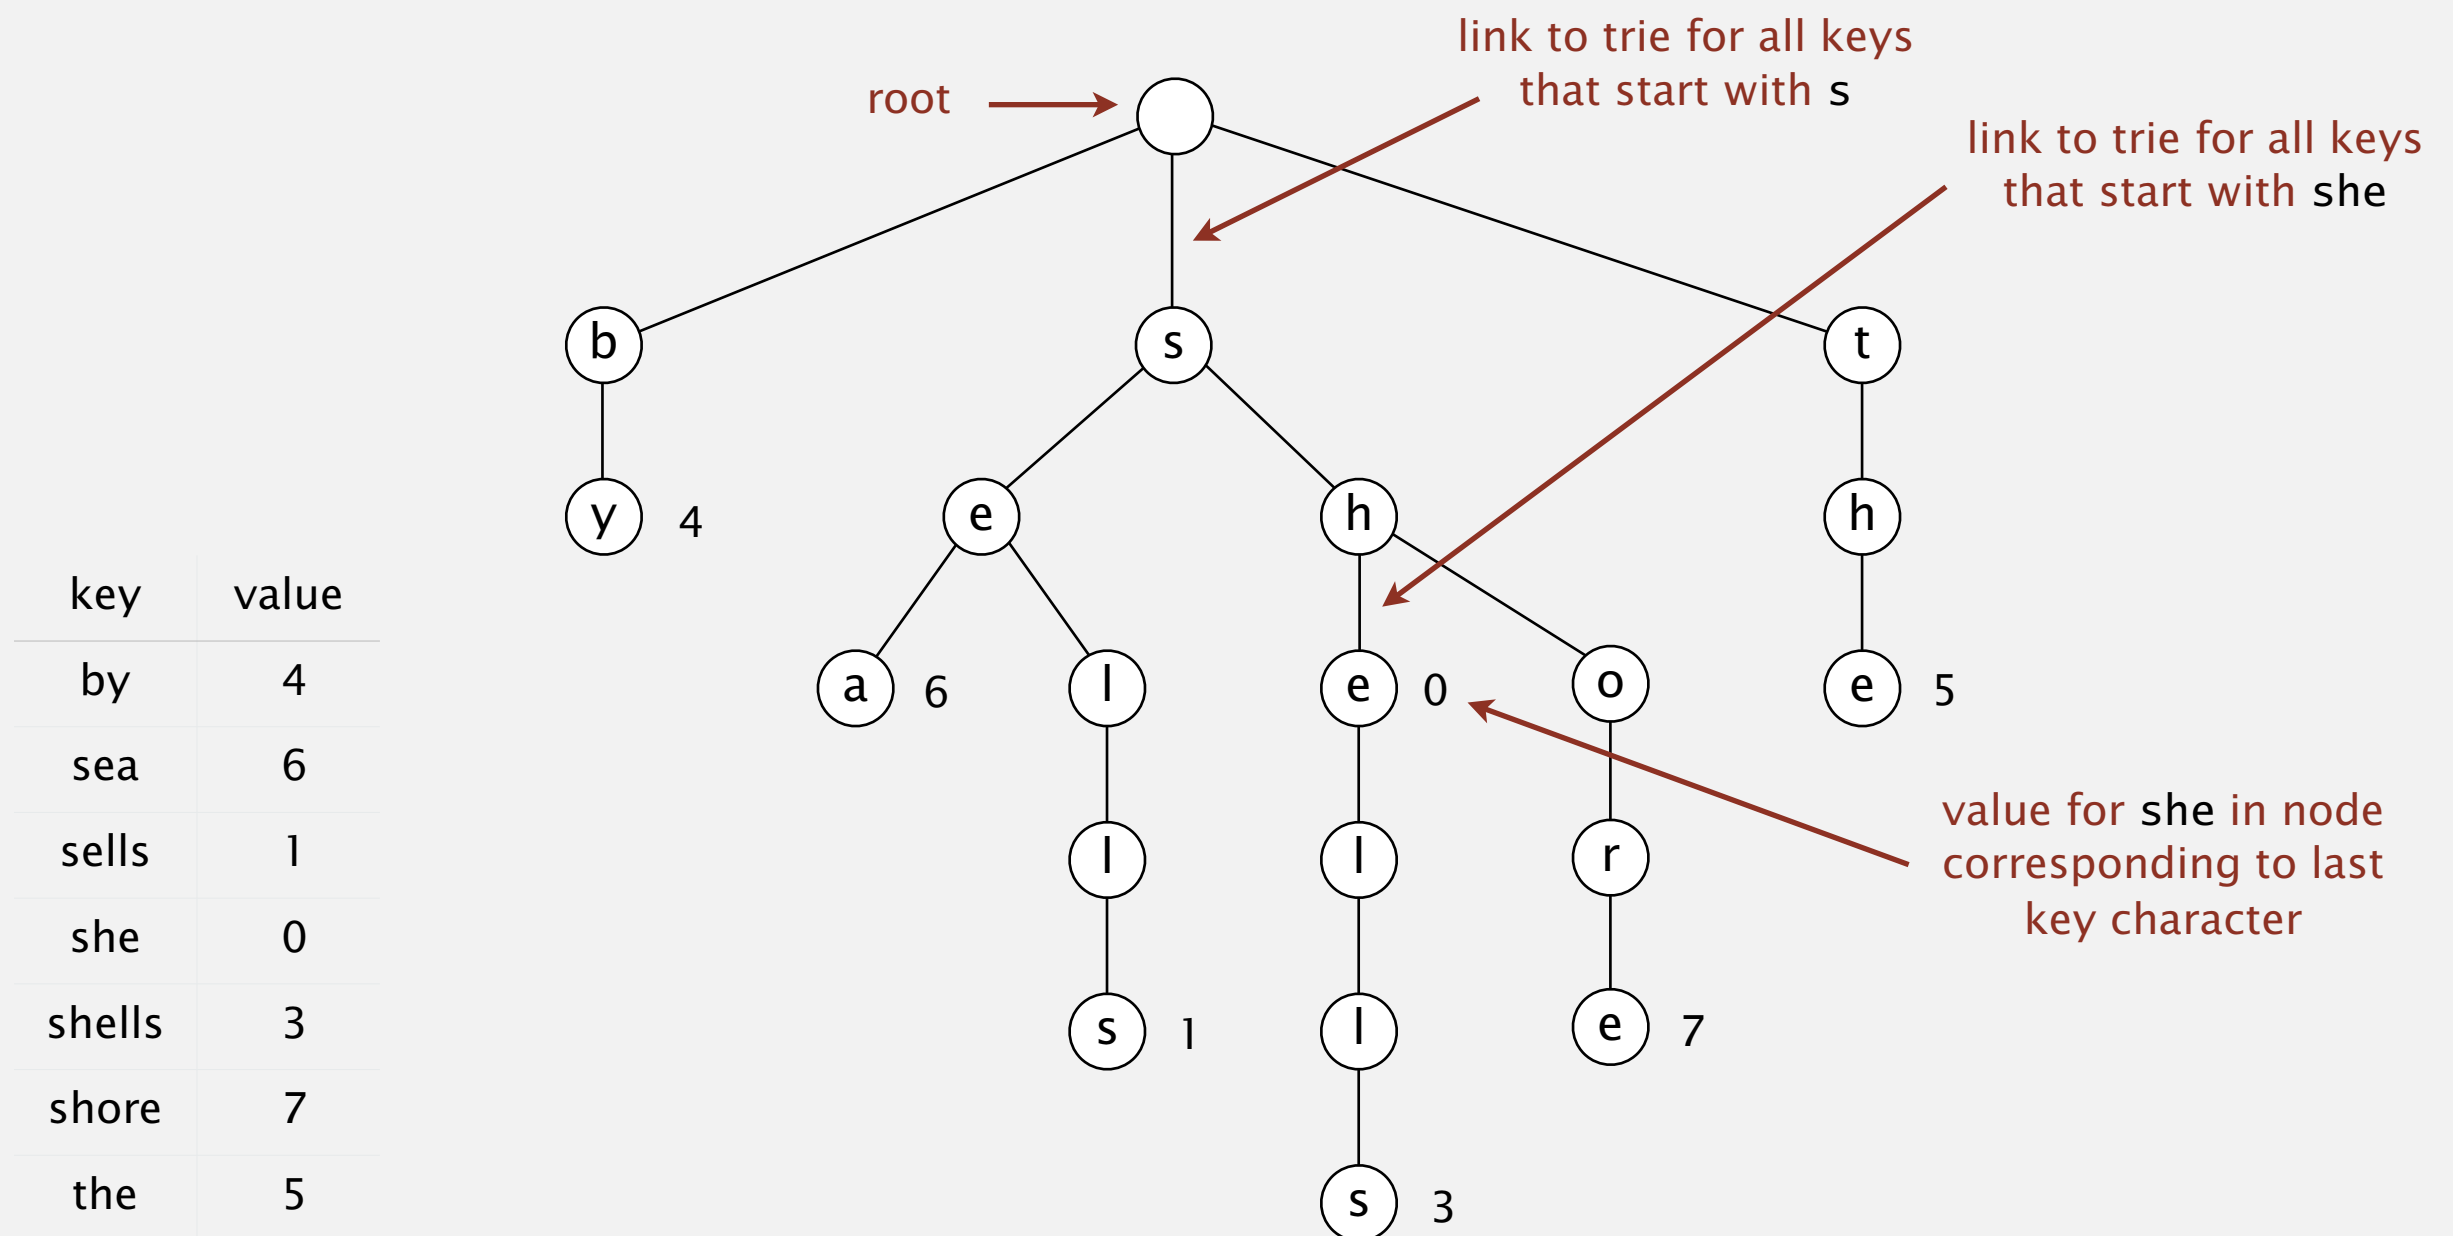 link to trie for all keys
that start with s
root
link to trie for all keys
that start with she
b
s
t
y 4
e
h
h
key value
by 4
sea 6
sells 1
she 0
shells 3
shore 7
the 5
a 6
l
e 0
o
e 5
l
l
r
s 1
l
e 7
s 3
value for she in node
corresponding to last
key character